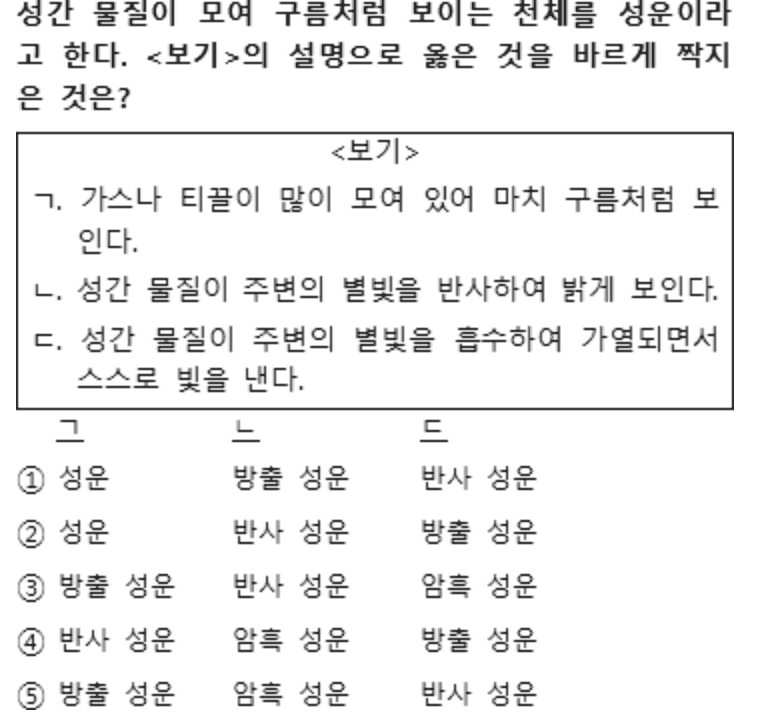 성간 물질이 모여 구름처럼 보이는 천체를 성운이라
고 한다. <보기>의 설명으로 옳은 것을 바르게 짝지
은 것은?
<보기>
ㄱ. 가스나 티끌이 많이 모여 있어 마치 구름처럼 보
인다.
ㄴ. 성간 물질이 주변의 별빛을 반사하여 밝게 보인다.
ㄷ. 성간 물질이 주변의 별빛을 흡수하여 가열되면서
스스로 빛을 낸다.
ㄱ ㄴ ㄷ
① 성운 방출 성운 반사 성운
② 성운 반사 성운 방출 성운
③ 방출 성운 반사 성운 암흑 성운
④ 반사 성운 암흑 성운 방출 성운
⑤ 방출 성운 암흑 성운 반사 성운